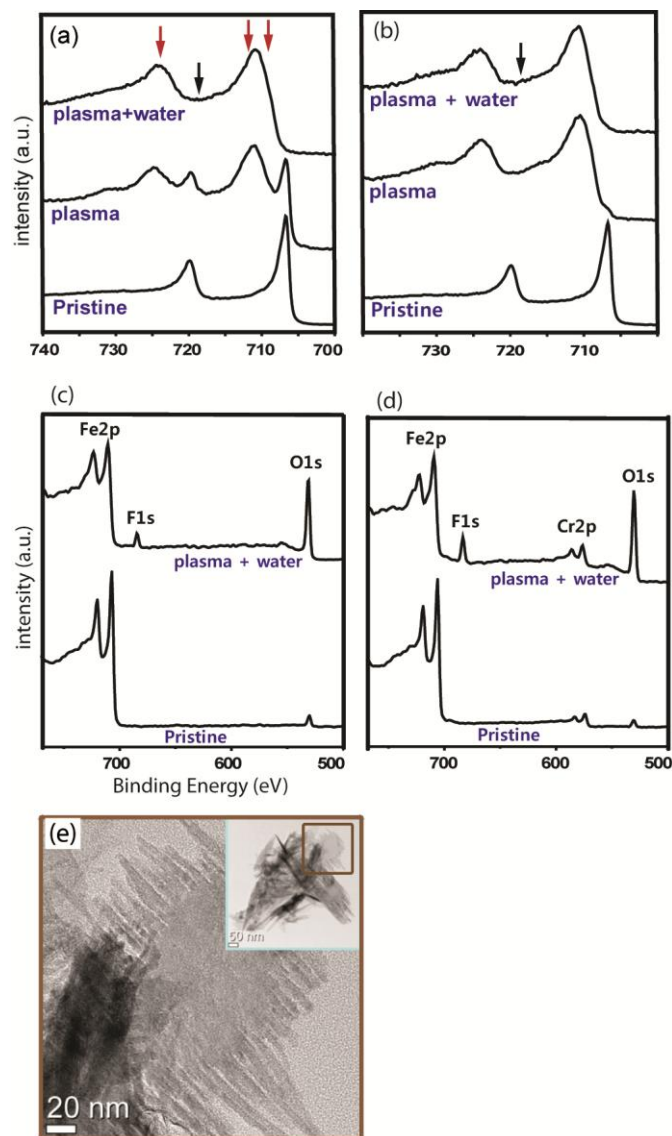 (a)
plasma+water
plasma
Pristine
intensity (a.u.)
740 730 720 710 700
(b)
plasma + water
plasma
Pristine
730 720 710
(c)
Fe2p
F1s
O1s
plasma + water
Pristine
intensity (a.u.)
700 600 500
Binding Energy (eV)
(d)
Fe2p
F1s
Cr2p
O1s
plasma + water
Pristine
700 600 500
(e)
50 nm
20 nm